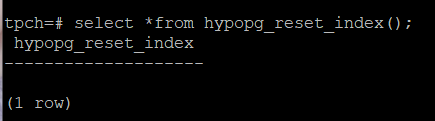 tpch=# select *from hypopg_reset_index();
 hypopg_reset_index
--------------------

(1 row)